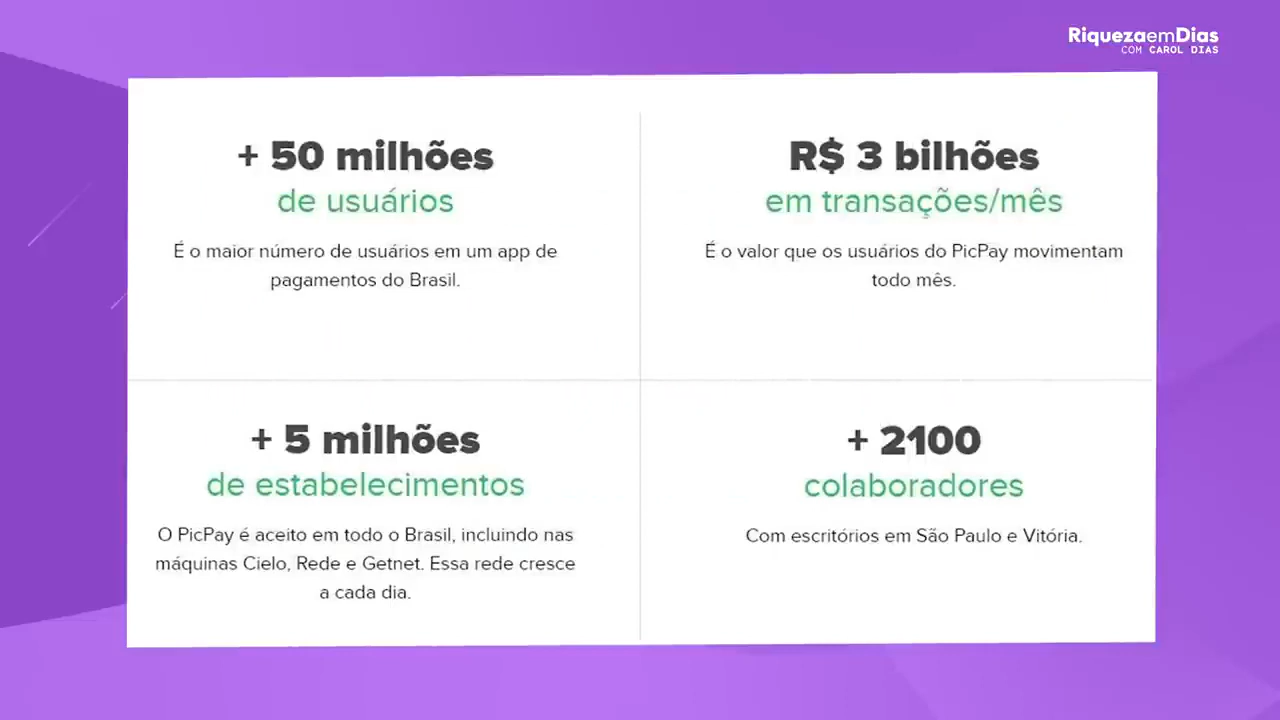 RiquezaemDias
COM CAROL DIAS
+ 50 milhões
de usuários
É o maior número de usuários em um app de
pagamentos do Brasil.
R$ 3 bilhões
em transações/mês
É o valor que os usuários do PicPay movimentam
todo mês.
+ 5 milhões
de estabelecimentos
O PicPay é aceito em todo o Brasil, incluindo nas
máquinas Cielo, Rede e Getnet. Essa rede cresce
a cada dia.
+ 2100
colaboradores
Com escritórios em São Paulo e Vitória.